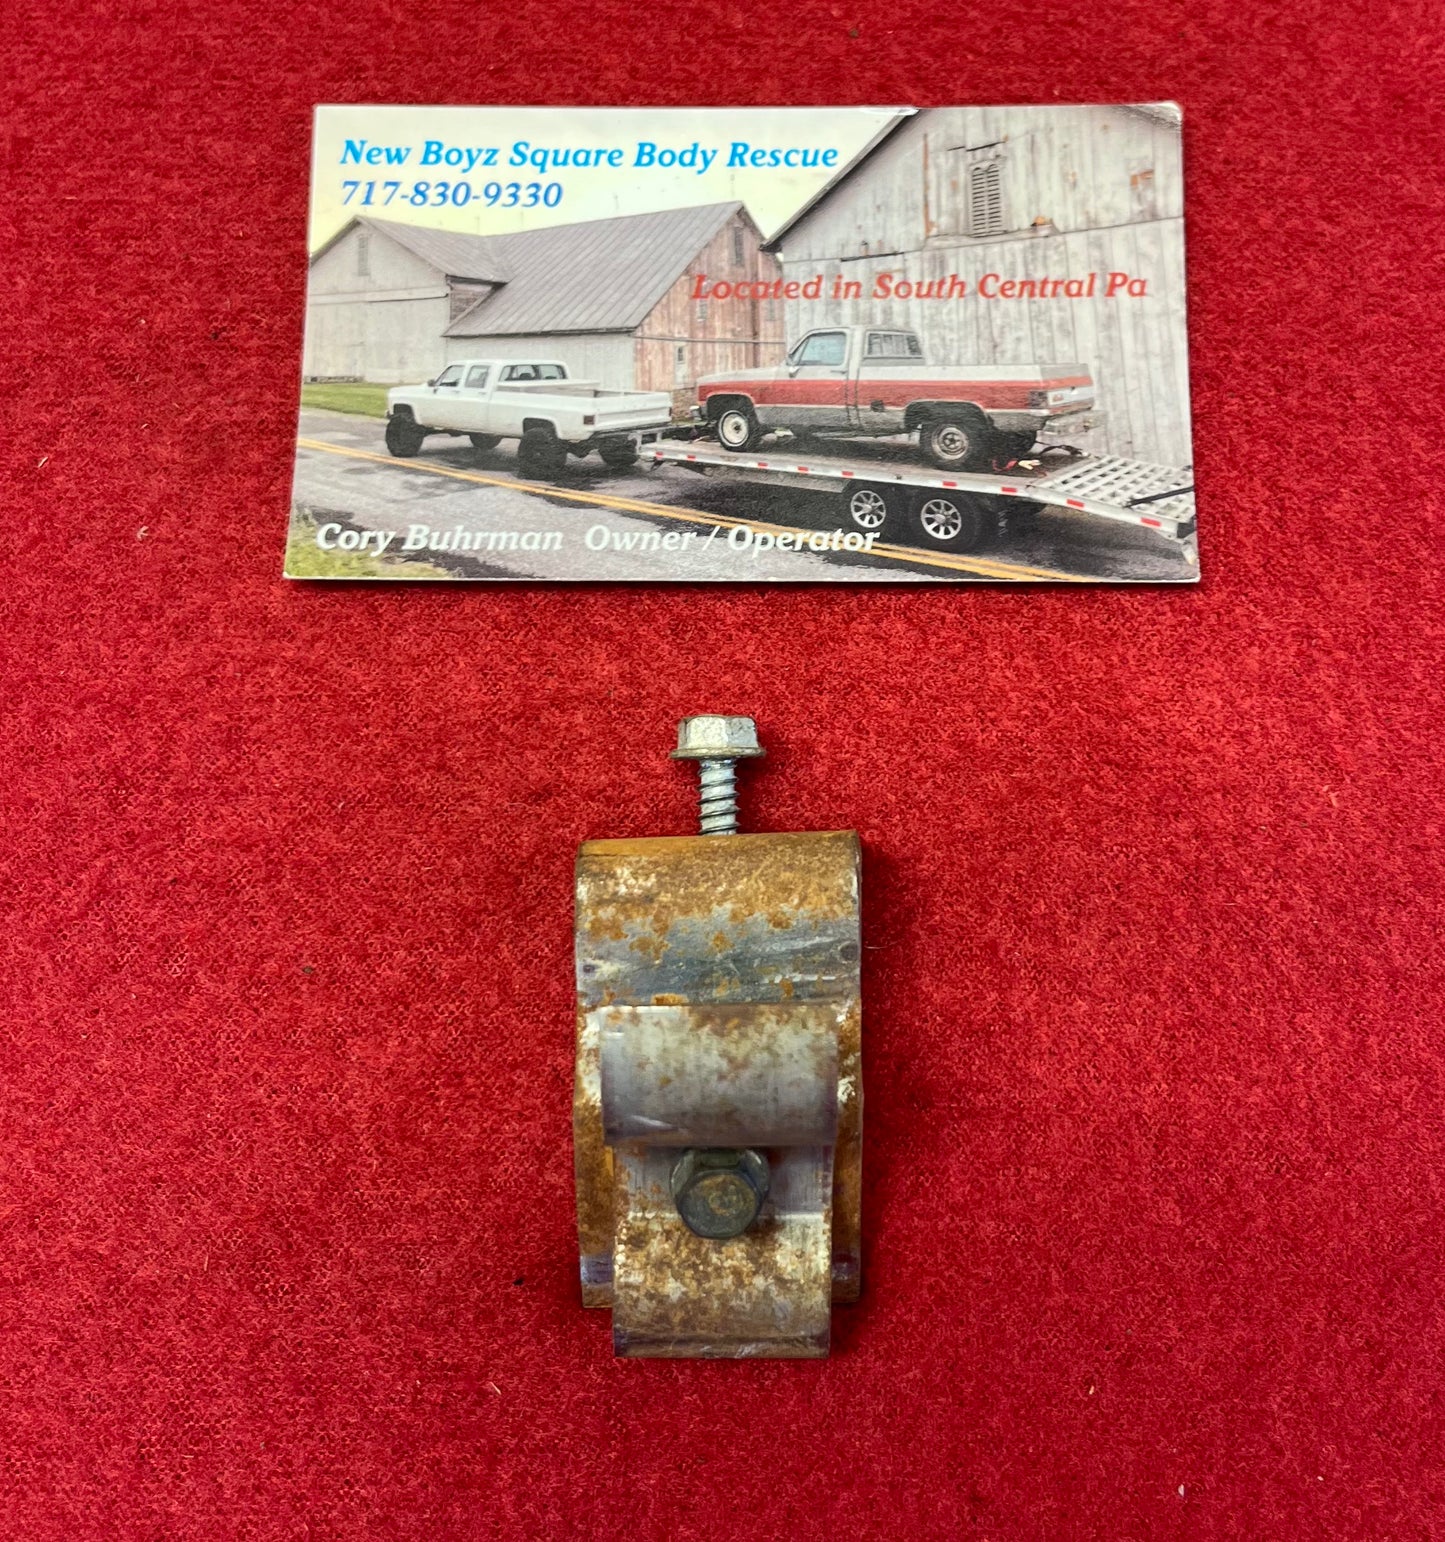 New Boyz Square Body Rescue
717-830-9330
Located in South Central Pa
Cory Buhrman Owner / Operator